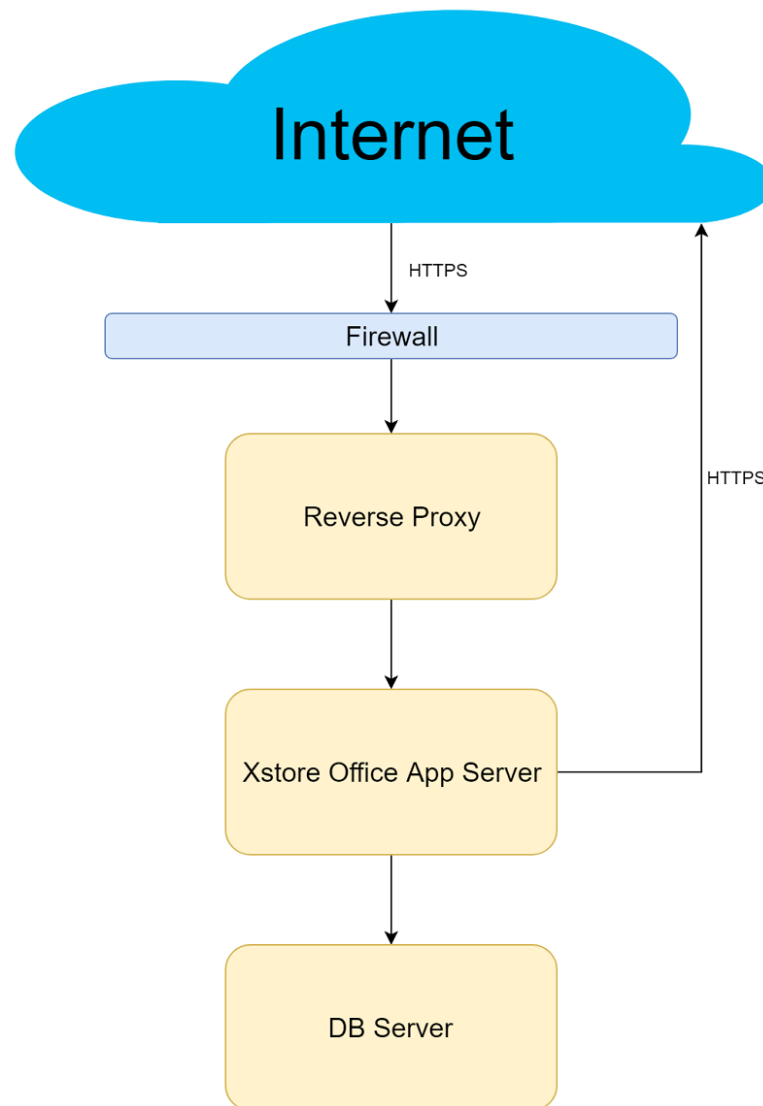 Internet
HTTPS
Firewall
Reverse Proxy
HTTPS
Xstore Office App Server
DB Server